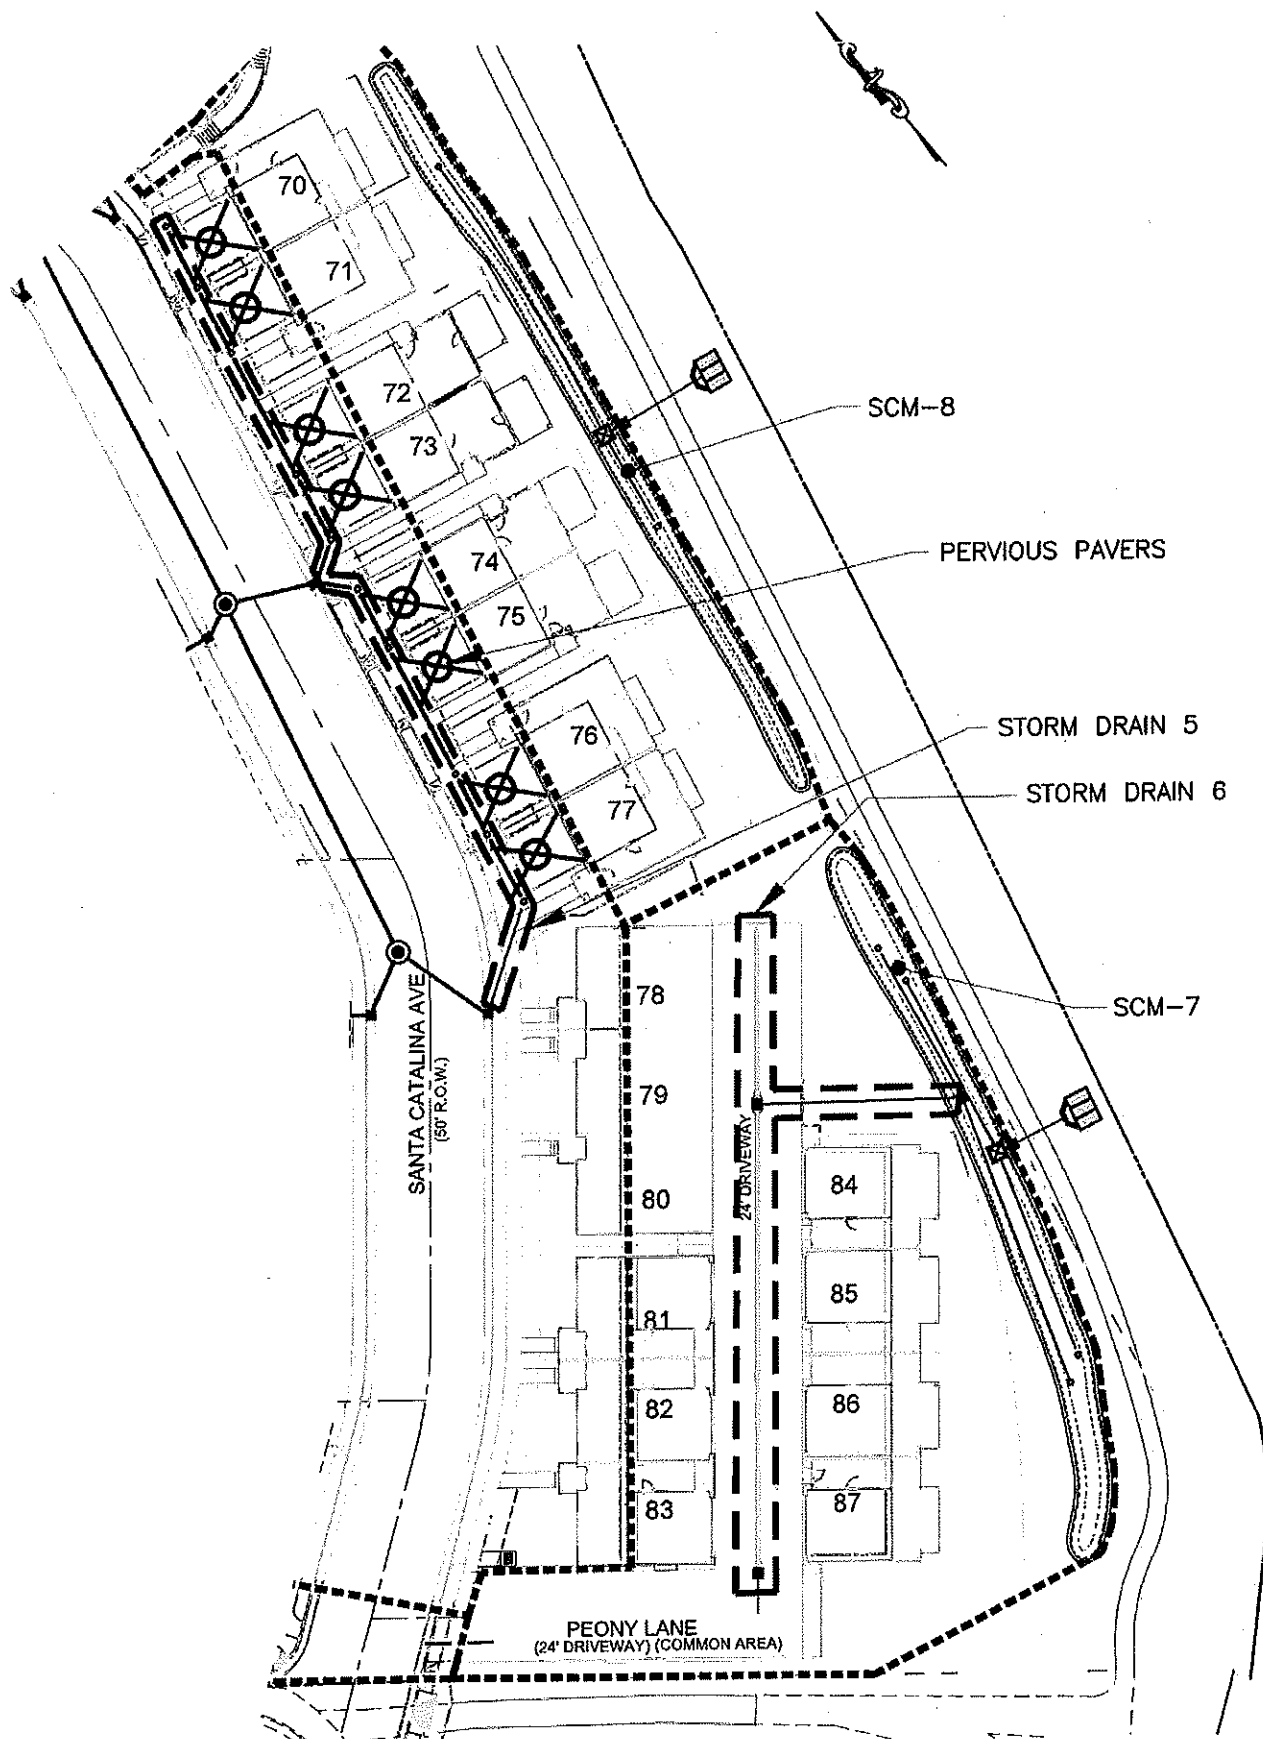 70
71
SCM-8
72
73
PERVIOUS PAVERS
74
75
STORM DRAIN 5
76
STORM DRAIN 6
77
78
SCM-7
79
SANTA CATALINA AVE
(50' R.O.W.)
24' DRIVEWAY
80
84
85
81
86
82
87
83
PEONY LANE
(24' DRIVEWAY) (COMMON AREA)